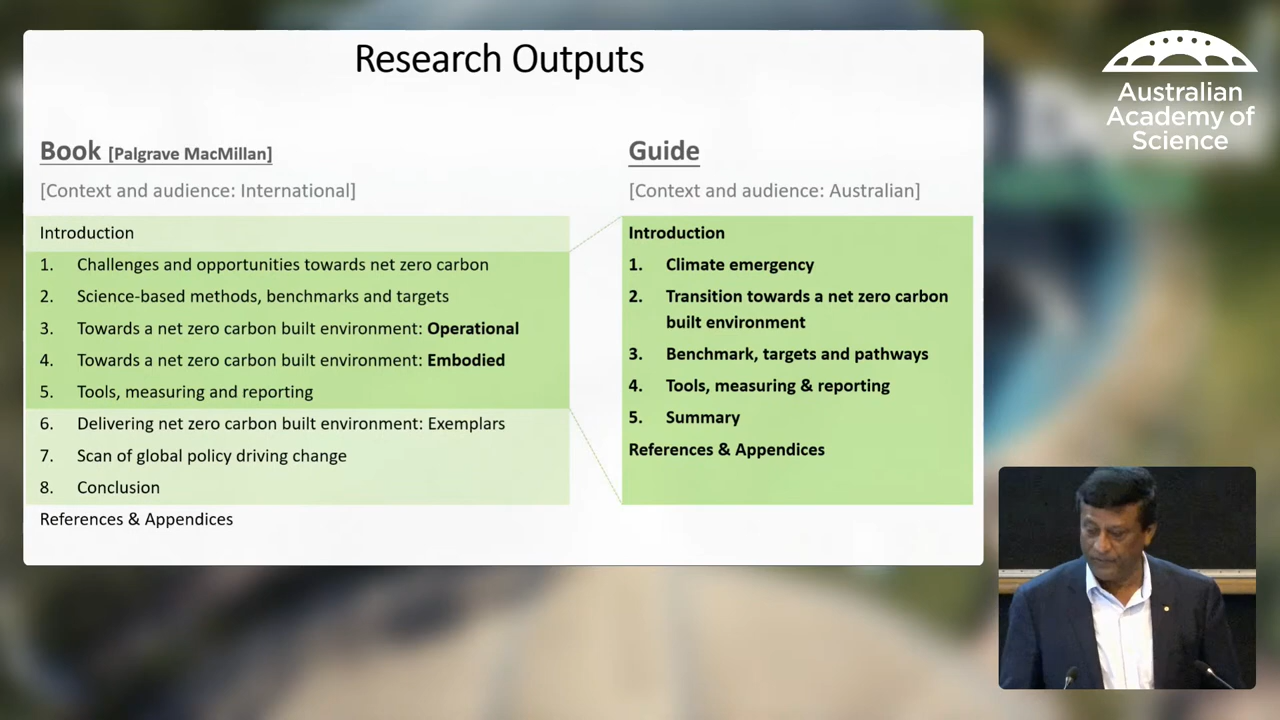 Research Outputs
Book [Palgrave MacMillan]
[Context and audience: International]
Introduction
1. Challenges and opportunities towards net zero carbon
2. Science-based methods, benchmarks and targets
3. Towards a net zero carbon built environment: Operational
4. Towards a net zero carbon built environment: Embodied
5. Tools, measuring and reporting
6. Delivering net zero carbon built environment: Exemplars
7. Scan of global policy driving change
8. Conclusion
References & Appendices
Guide
[Context and audience: Australian]
Introduction
1. Climate emergency
2. Transition towards a net zero carbon
built environment
3. Benchmark, targets and pathways
4. Tools, measuring & reporting
5. Summary
References & Appendices
Australian
Academy of
Science